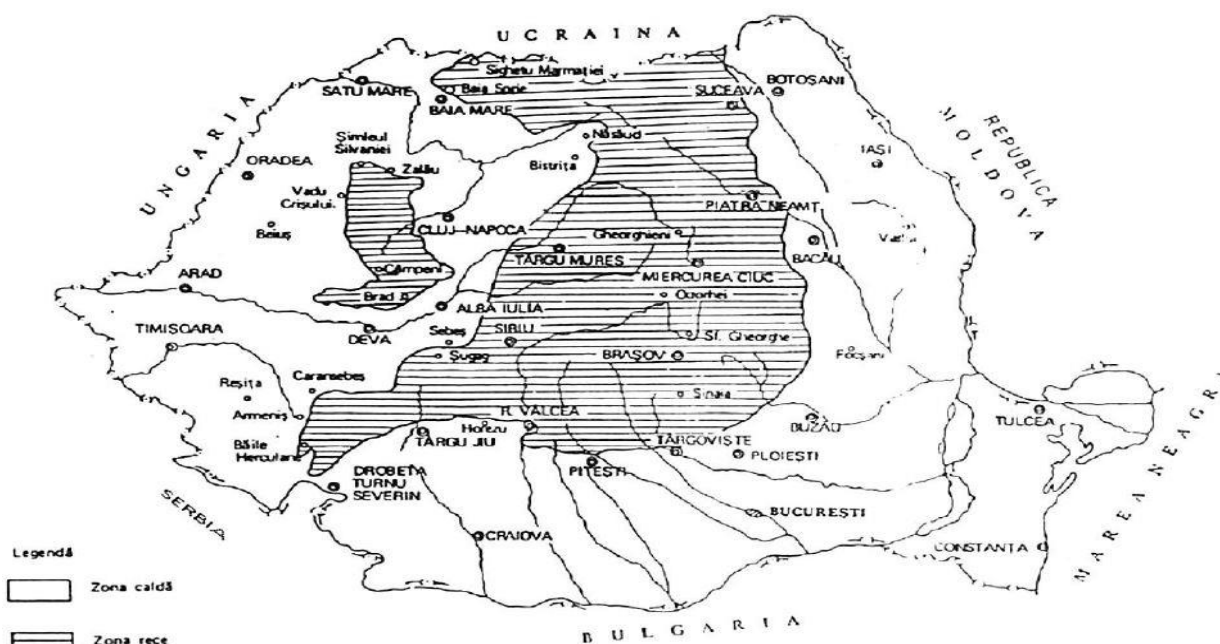 UCRAINA
Sighetu Marmației
BOTOȘANI
SATU MARE
Baia Sprie
SUCEAVA
BAIA MARE
UNGARIA
REPUBLICA
MOLDOVA
Năsăud
Șimleul
Silvaniei
IAȘI
ORADEA
Zalău
Bistrița
Vadu
Crișului.
PIATRA NEAMȚ
CLUJ-NAPOCA
Gheorghieni
Beiuș
TÂRGU MUREȘ
BACĂU
Câmpeni
MIERCUREA CIUC
ARAD
Brad
ALBA IULIA
TIMIȘOARA
DEVA
Sebeș
SIBIU
Sf. Gheorghe
Șugag
BRAȘOV
Focșani
Reșița
Caransebeș
Sinaia
Armeniș
R. VÂLCEA
Horezu
TULCEA
BUZĂU
TÂRGU JIU
Băile
Herculane
TÂRGOVIȘTE
PLOIEȘTI
PITEȘTI
DROBETA
TURNU
SEVERIN
MAREA NEAGRĂ
SERBIA
BUCUREȘTI
CRAIOVA
CONSTANȚA
Legendă
Zona caldă
BULGARIA
Zona rece